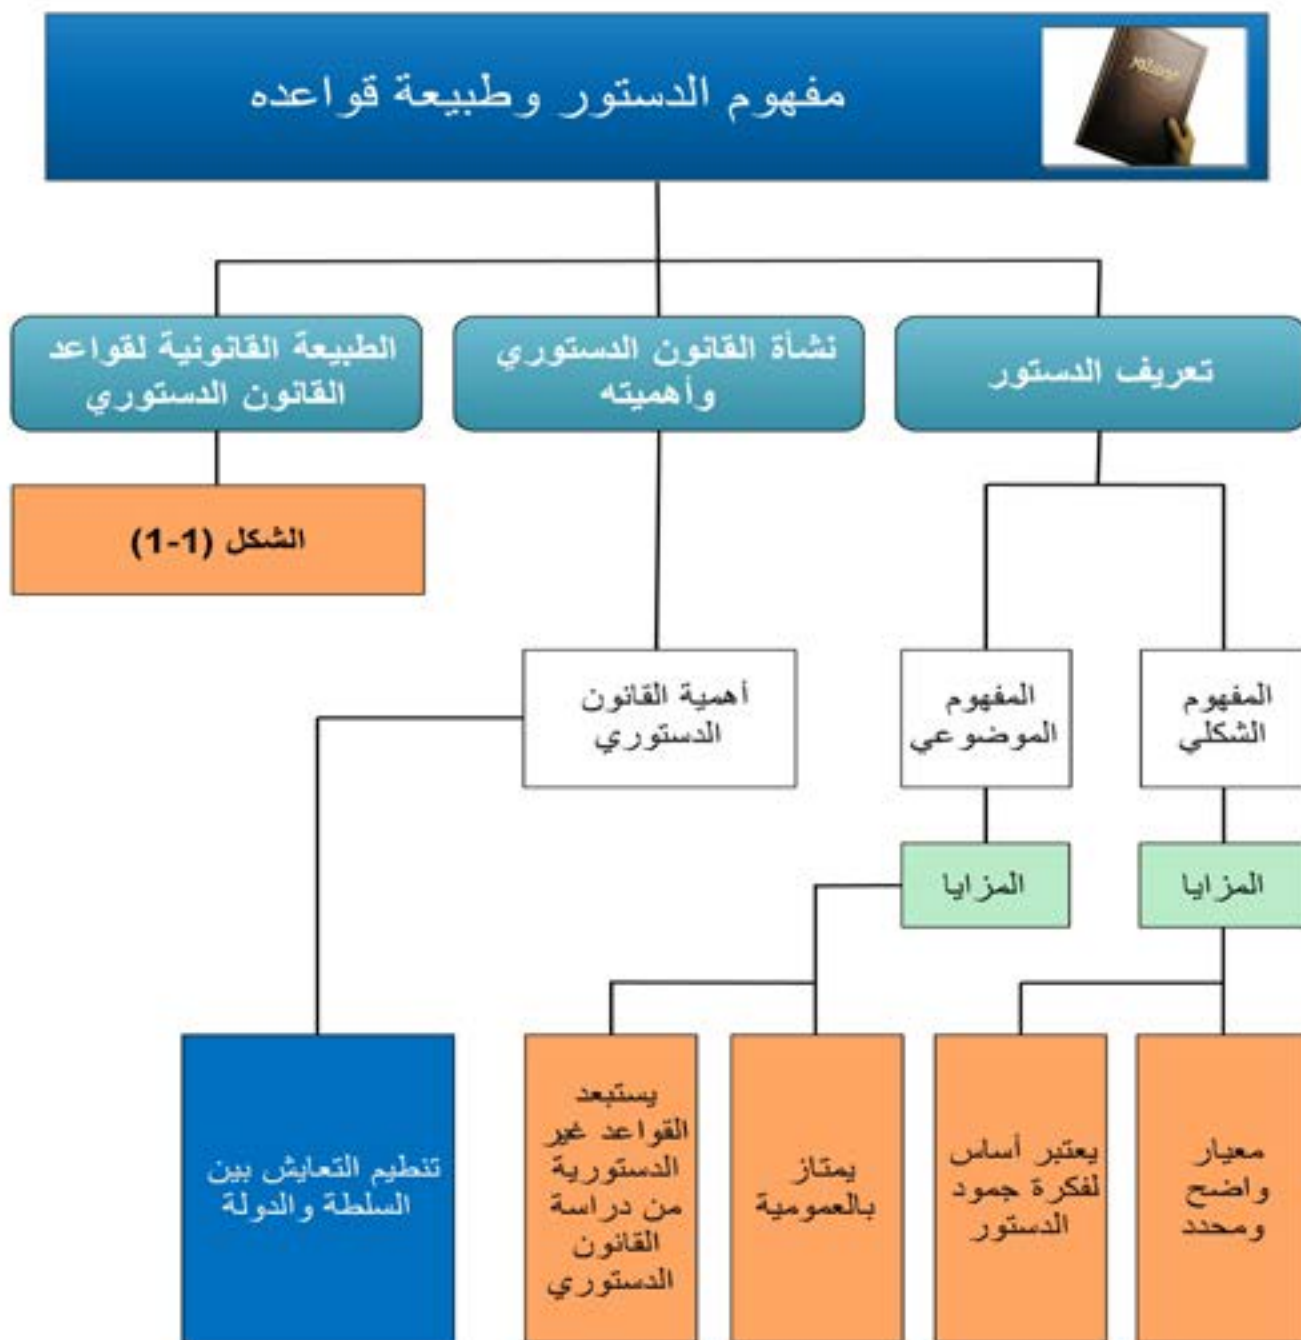 مفهوم الدستور وطبيعة قواعده
دستور
تعريف الدستور
نشأة القانون الدستوري
وأهميته
الطبيعة القانونية لقواعد
القانون الدستوري
الشكل (1-1)
المفهوم
الشكلي
المفهوم
الموضوعي
أهمية القانون
الدستوري
المزايا
المزايا
معيار
واضح
ومحدد
يعتبر أساس
لفكرة جمود
الدستور
يمتاز
بالعمومية
يستبعد
القواعد غير
الدستورية
من دراسة
القانون
الدستوري
تنظيم التعايش بين
السلطة والدولة